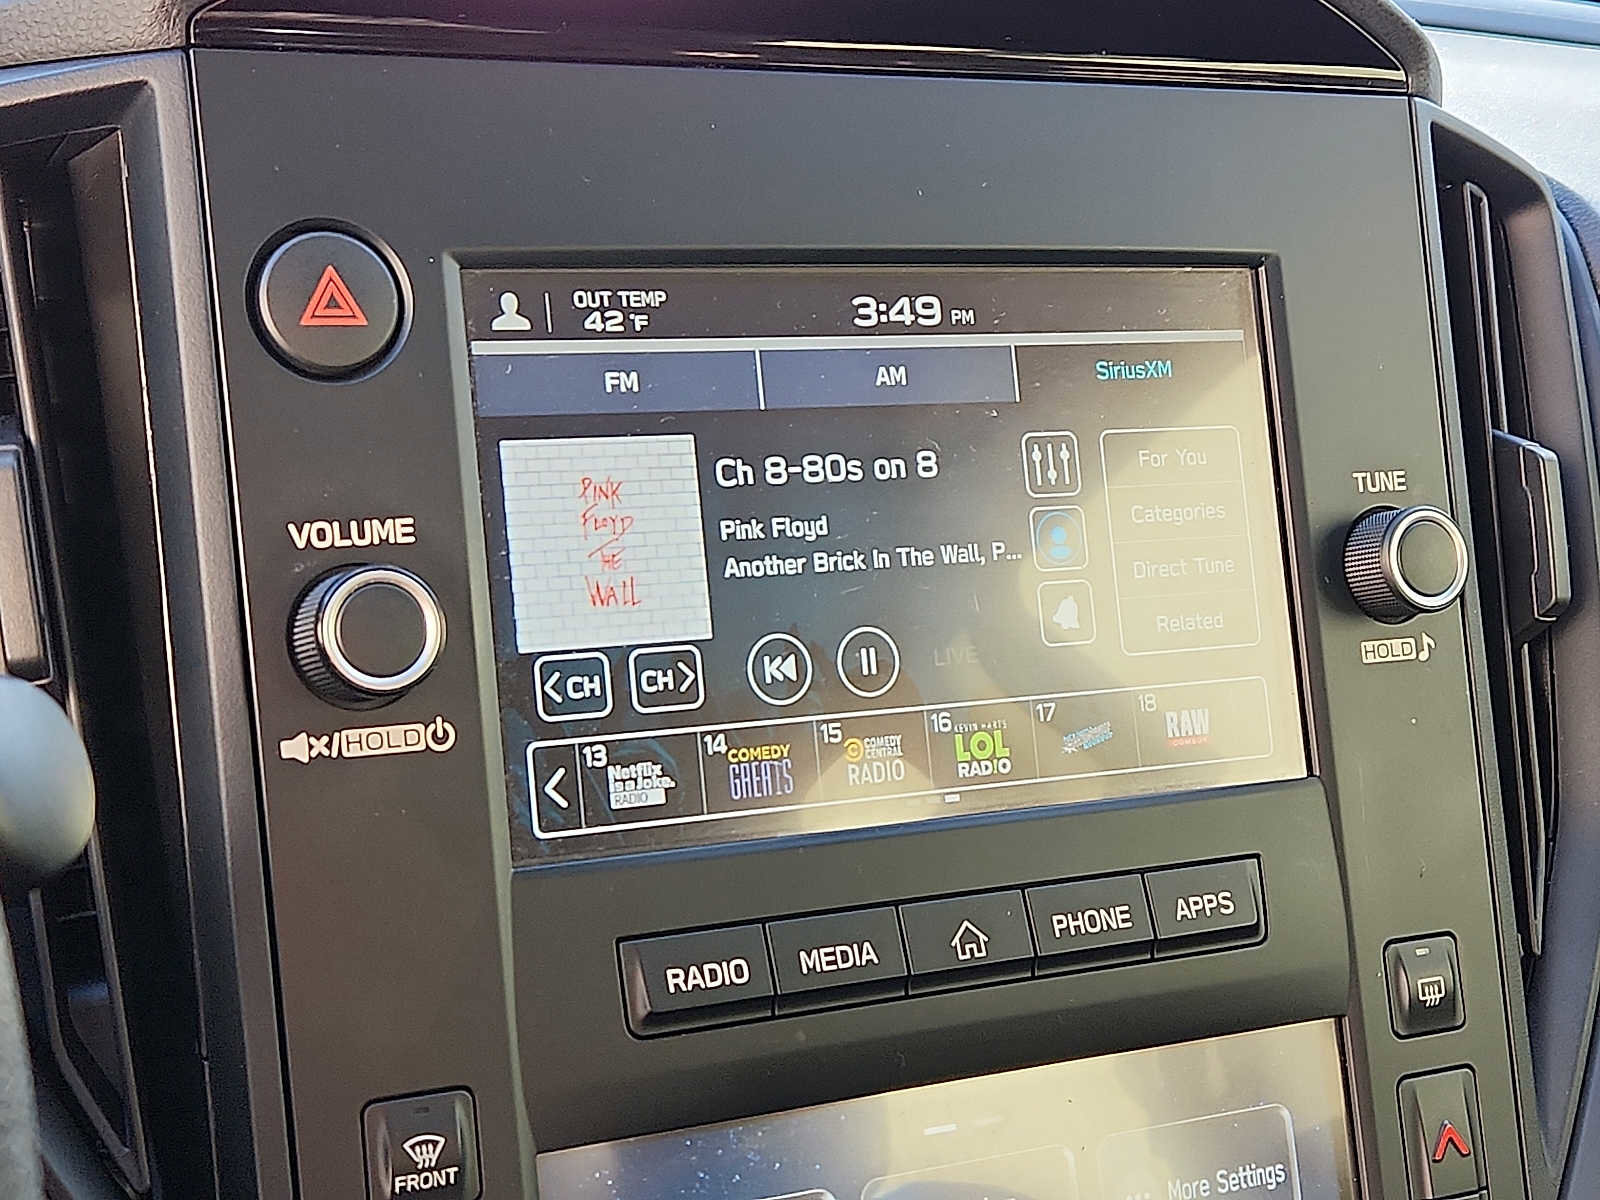 OUT TEMP
42°F
3:49 PM
FM
AM
SiriusXM
PINK
FLOYD
THE
WALL
Ch 8-80s on 8
Pink Floyd
Another Brick In The Wall, P...
For You
Categories
Direct Tune
Related
<CH
CH>
LIVE
13
Netflix
Is a Joke.
RADIO
14
COMEDY
GREATS
15
COMEDY
CENTRAL
RADIO
16
KEVIN HART'S
LOL
RADIO
17
18
RAW
COMEDY
VOLUME
HOLD
TUNE
HOLD
RADIO
MEDIA
PHONE
APPS
FRONT
More Settings